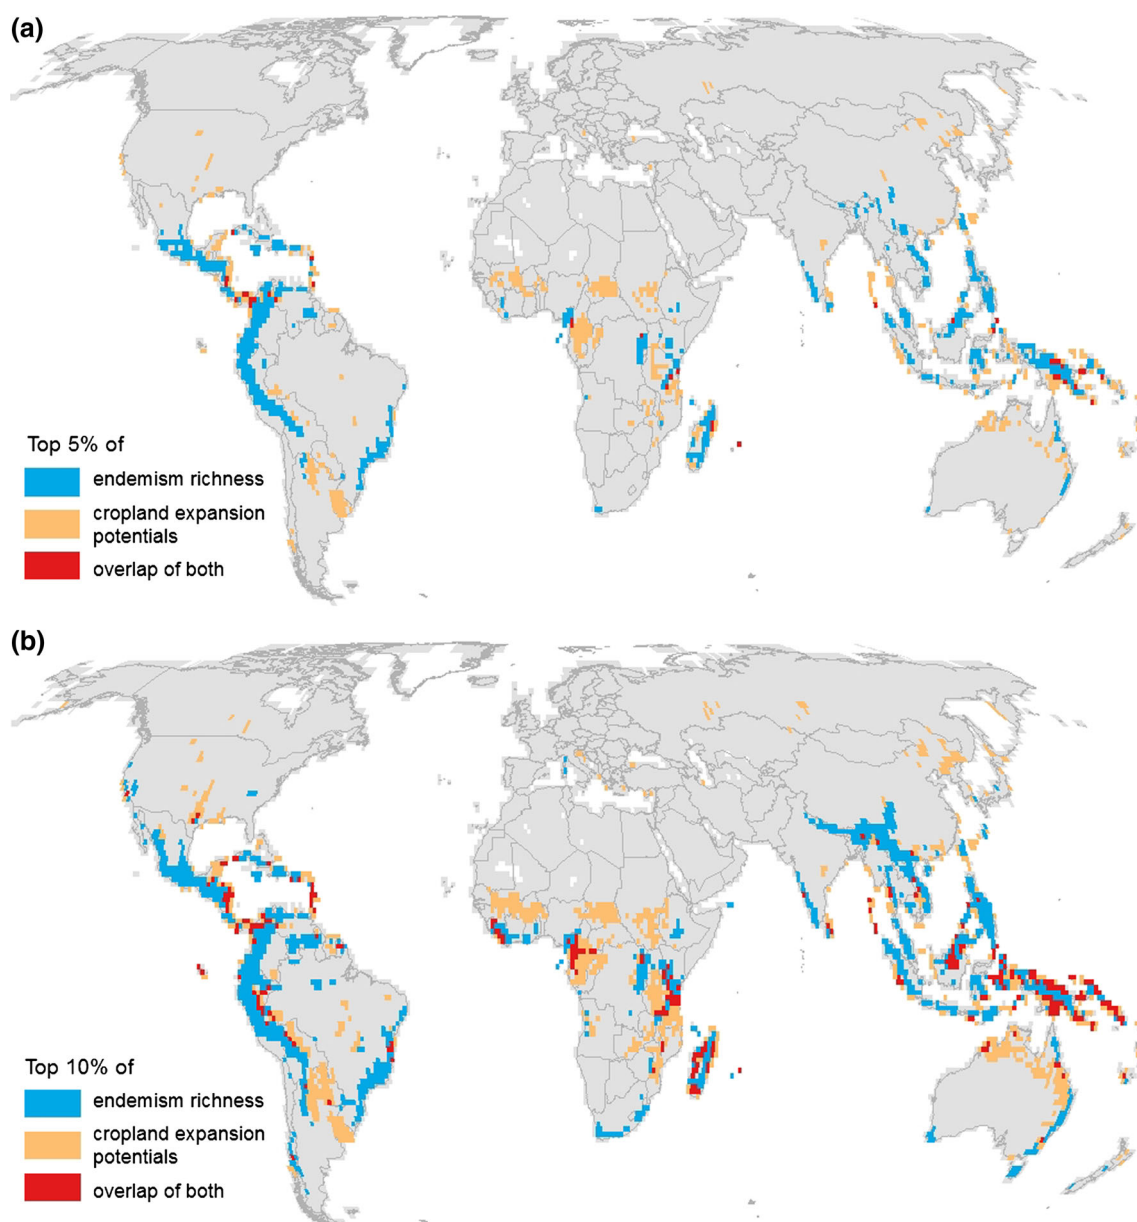 (a)
Top 5% of
endemism richness
cropland expansion
potentials
overlap of both
(b)
Top 10% of
endemism richness
cropland expansion
potentials
overlap of both